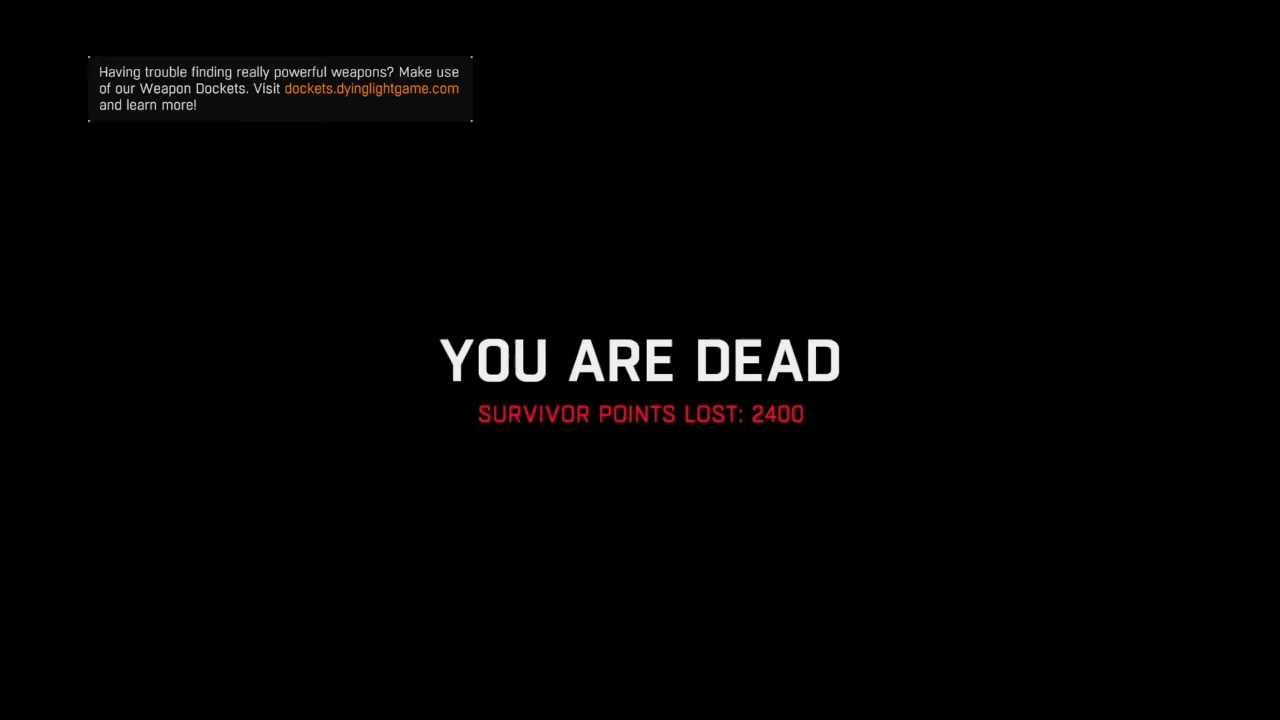 Having trouble finding really powerful weapons? Make use
of our Weapon Dockets. Visit dockets.dyinglightgame.com
and learn more!
YOU ARE DEAD
SURVIVOR POINTS LOST: 2400